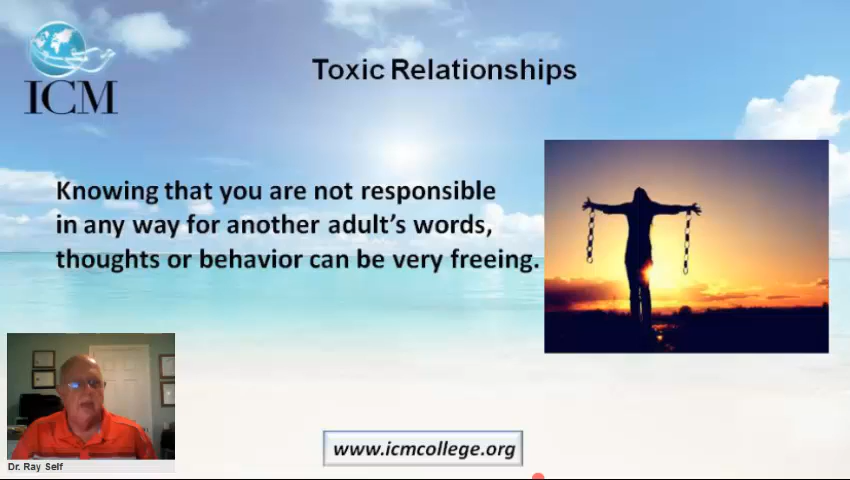 ICM
Toxic Relationships
Knowing that you are not responsible
in any way for another adult's words,
thoughts or behavior can be very freeing.
Dr. Ray Self
www.icmcollege.org